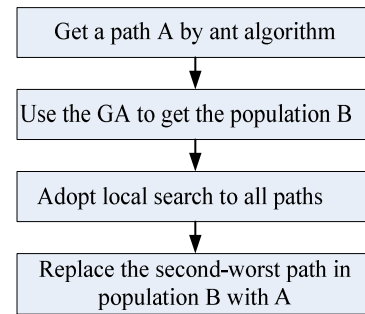 Get a path A by ant algorithm
Use the GA to get the population B
Adopt local search to all paths
Replace the second-worst path in
population B with A